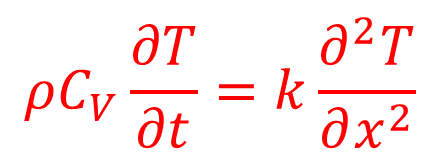 ρC_V ∂T/∂t = k ∂²T/∂x²